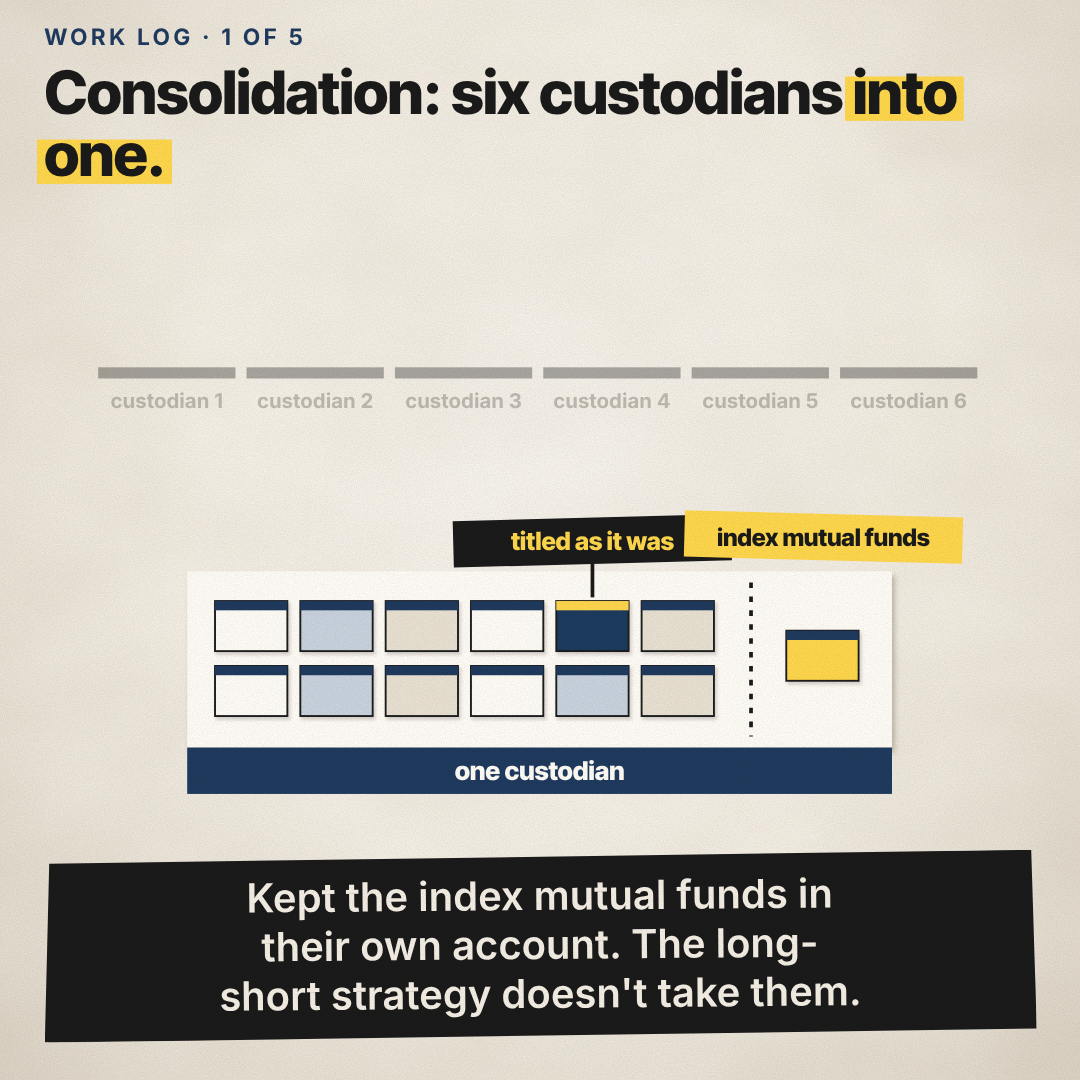 WORK LOG · 1 OF 5
Consolidation: six custodians into
one.
custodian 1 custodian 2 custodian 3 custodian 4 custodian 5 custodian 6
titled as it was index mutual funds
one custodian
Kept the index mutual funds in
their own account. The long-
short strategy doesn't take them.